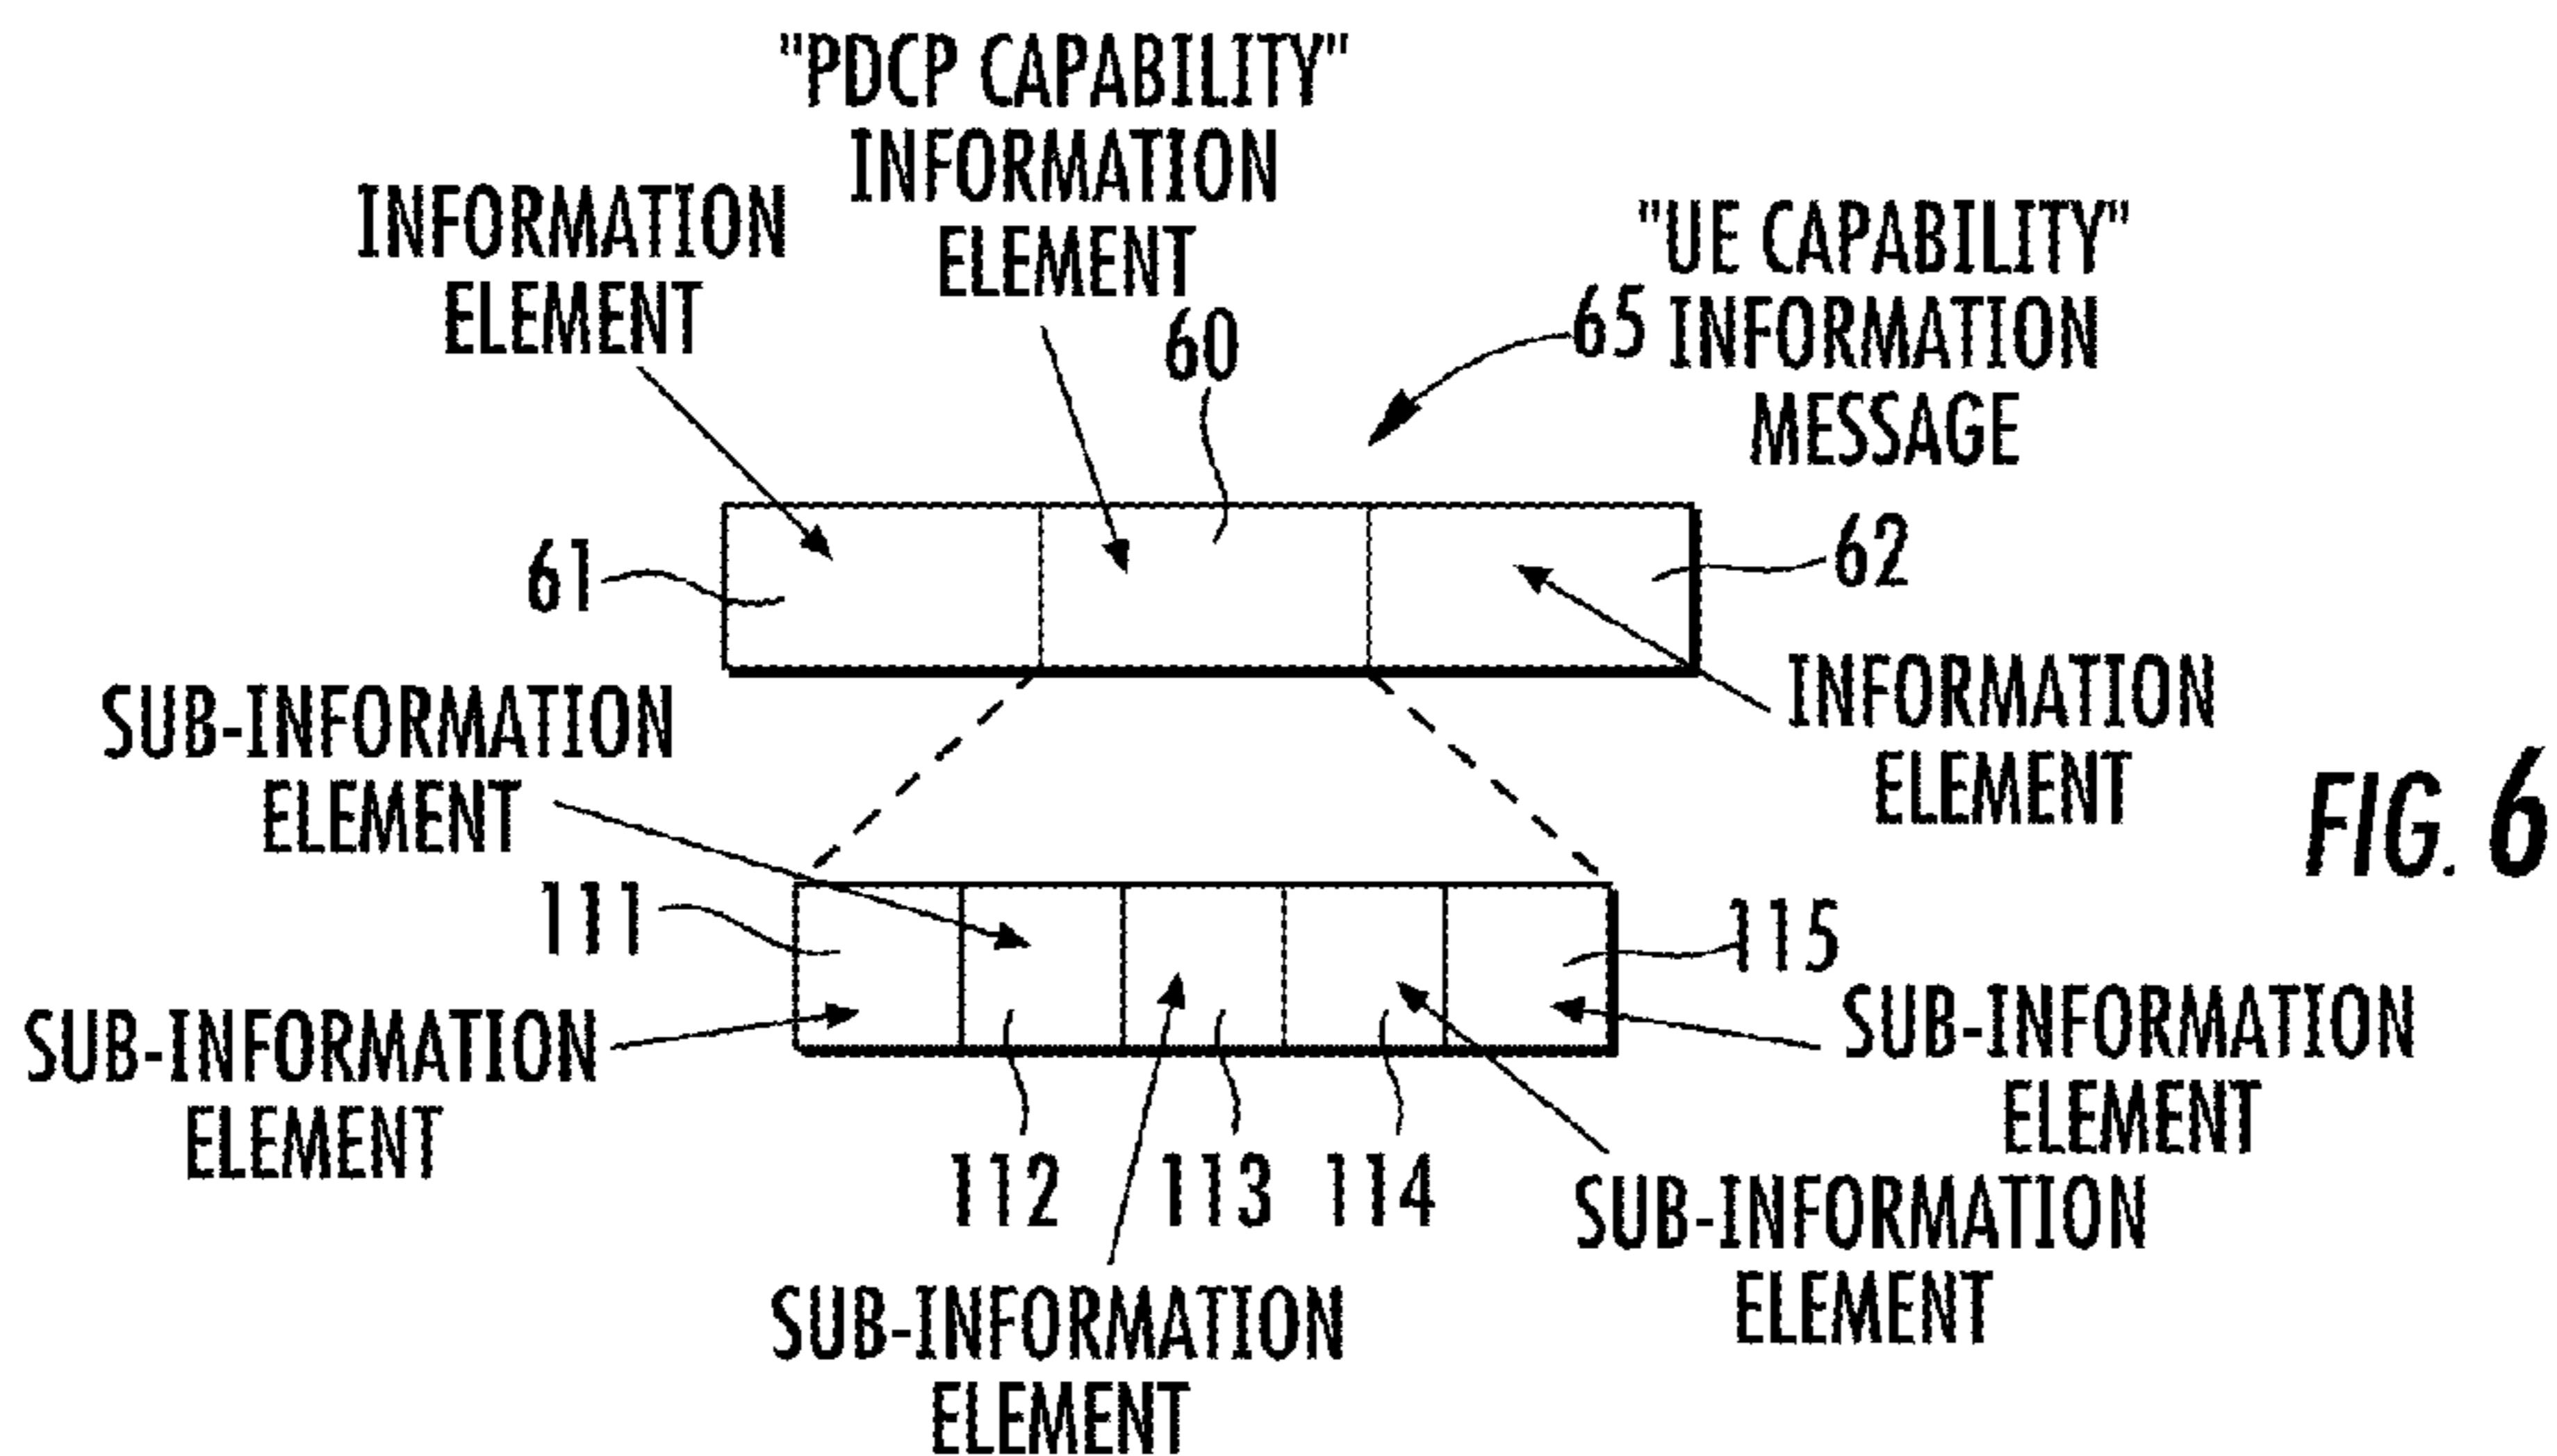 "PDCP CAPABILITY"
INFORMATION
ELEMENT
INFORMATION
ELEMENT
60
"UE CAPABILITY"
65 INFORMATION
MESSAGE
61
62
INFORMATION
ELEMENT
SUB-INFORMATION
ELEMENT
FIG. 6
111
115
SUB-INFORMATION
ELEMENT
SUB-INFORMATION
ELEMENT
112
113
114
SUB-INFORMATION
ELEMENT
SUB-INFORMATION
ELEMENT